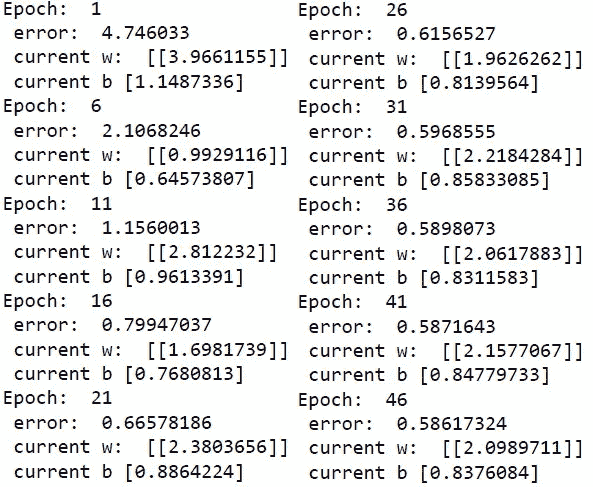 Epoch:  1
 error:  4.746033
 current w:  [[3.9661155]]
 current b [1.1487336]
Epoch:  6
 error:  2.1068246
 current w:  [[0.9929116]]
 current b [0.64573807]
Epoch:  11
 error:  1.1560013
 current w:  [[2.812232]]
 current b [0.9613391]
Epoch:  16
 error:  0.79947037
 current w:  [[1.6981739]]
 current b [0.7680813]
Epoch:  21
 error:  0.66578186
 current w:  [[2.3803656]]
 current b [0.8864224]
Epoch:  26
 error:  0.6156527
 current w:  [[1.9626262]]
 current b [0.8139564]
Epoch:  31
 error:  0.5968555
 current w:  [[2.2184284]]
 current b [0.85833085]
Epoch:  36
 error:  0.5898073
 current w:  [[2.0617883]]
 current b [0.8311583]
Epoch:  41
 error:  0.5871643
 current w:  [[2.1577067]]
 current b [0.84779733]
Epoch:  46
 error:  0.58617324
 current w:  [[2.0989711]]
 current b [0.8376084]